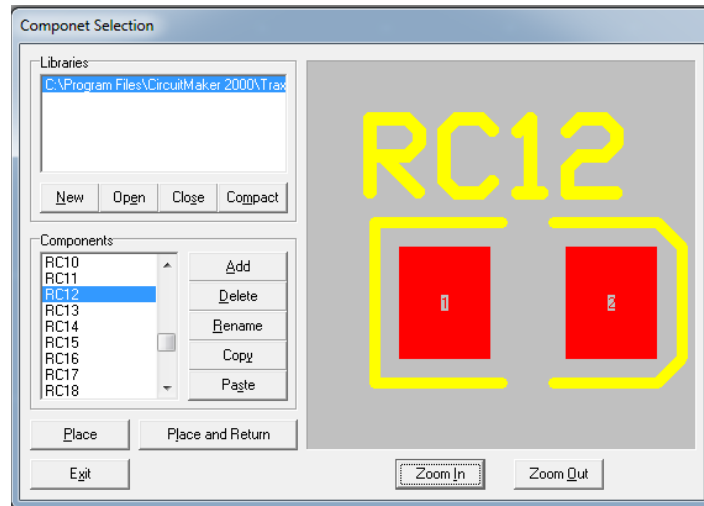 Componet Selection
Libraries
C:\Program Files\CircuitMaker 2000\Trax
New Open Close Compact
Components
RC10
RC11
RC12
RC13
RC14
RC15
RC16
RC17
RC18
Add
Delete
Rename
Copy
Paste
Place Place and Return
Exit
RC12
1 2
Zoom In Zoom Out